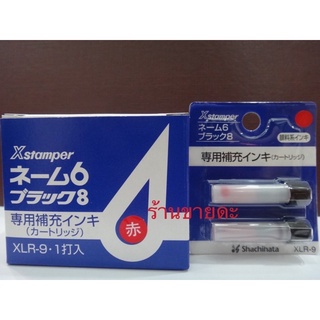 Xstamper
ネーム6
ブラック8
専用補充インキ
(カートリッジ)
赤
XLR-9・1打入
Xstamper
ネーム6
ブラック8
顔料系インキ
専用補充インキ(カートリッジ)
Shachihata
XLR-9
ร้านขายดะ